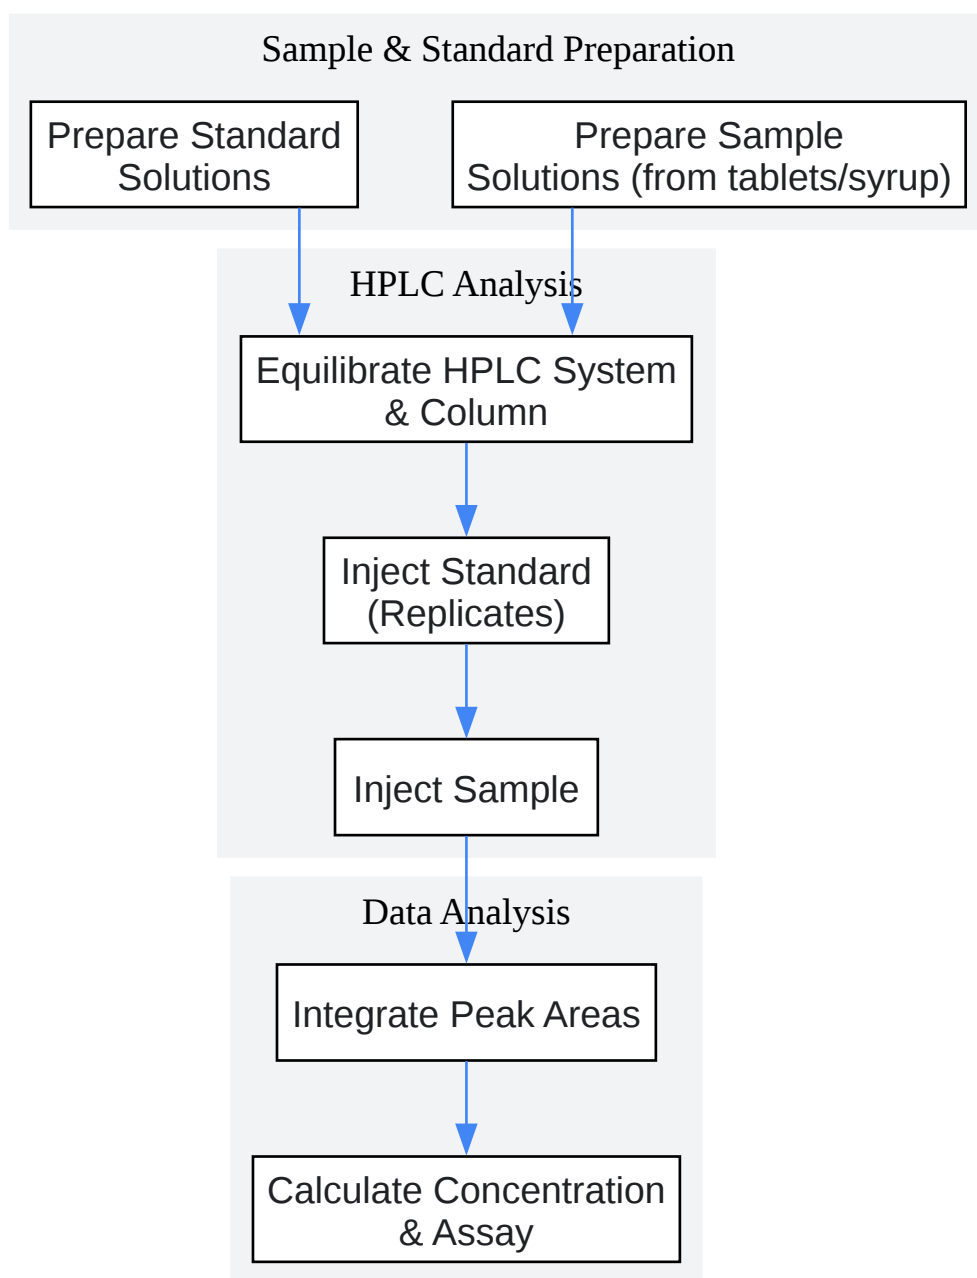 Sample & Standard Preparation
Prepare Standard
Solutions
Prepare Sample
Solutions (from tablets/syrup)
HPLC Analysis
Equilibrate HPLC System
& Column
Inject Standard
(Replicates)
Inject Sample
Data Analysis
Integrate Peak Areas
Calculate Concentration
& Assay